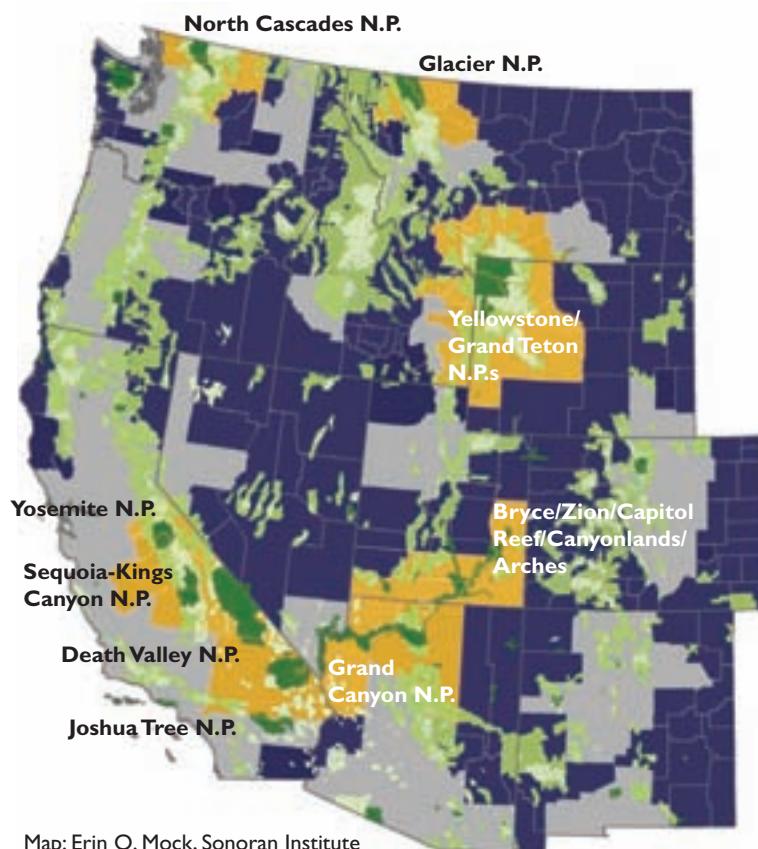 North Cascades N.P.
Glacier N.P.
Yellowstone/
Grand Teton
N.P.s
Yosemite N.P.
Bryce/Zion/Capitol
Reef/Canyonlands/
Arches
Sequoia-Kings
Canyon N.P.
Death Valley N.P.
Grand
Canyon N.P.
Joshua Tree N.P.
Map: Erin O. Mock, Sonoran Institute